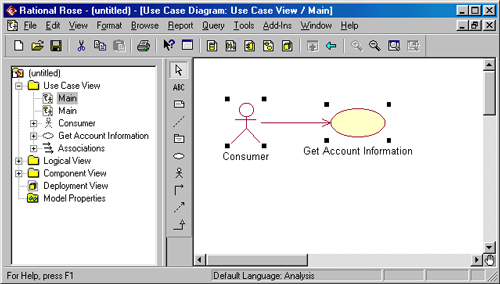 Rational Rose - (untitled) - [Use Case Diagram: Use Case View / Main]
File Edit View Format Browse Report Query Tools Add-Ins Window Help
ABC
(untitled)
Use Case View
Main
Main
Consumer
Get Account Information
Associations
Logical View
Component View
Deployment View
Model Properties
Consumer
Get Account Information
For Help, press F1
Default Language: Analysis